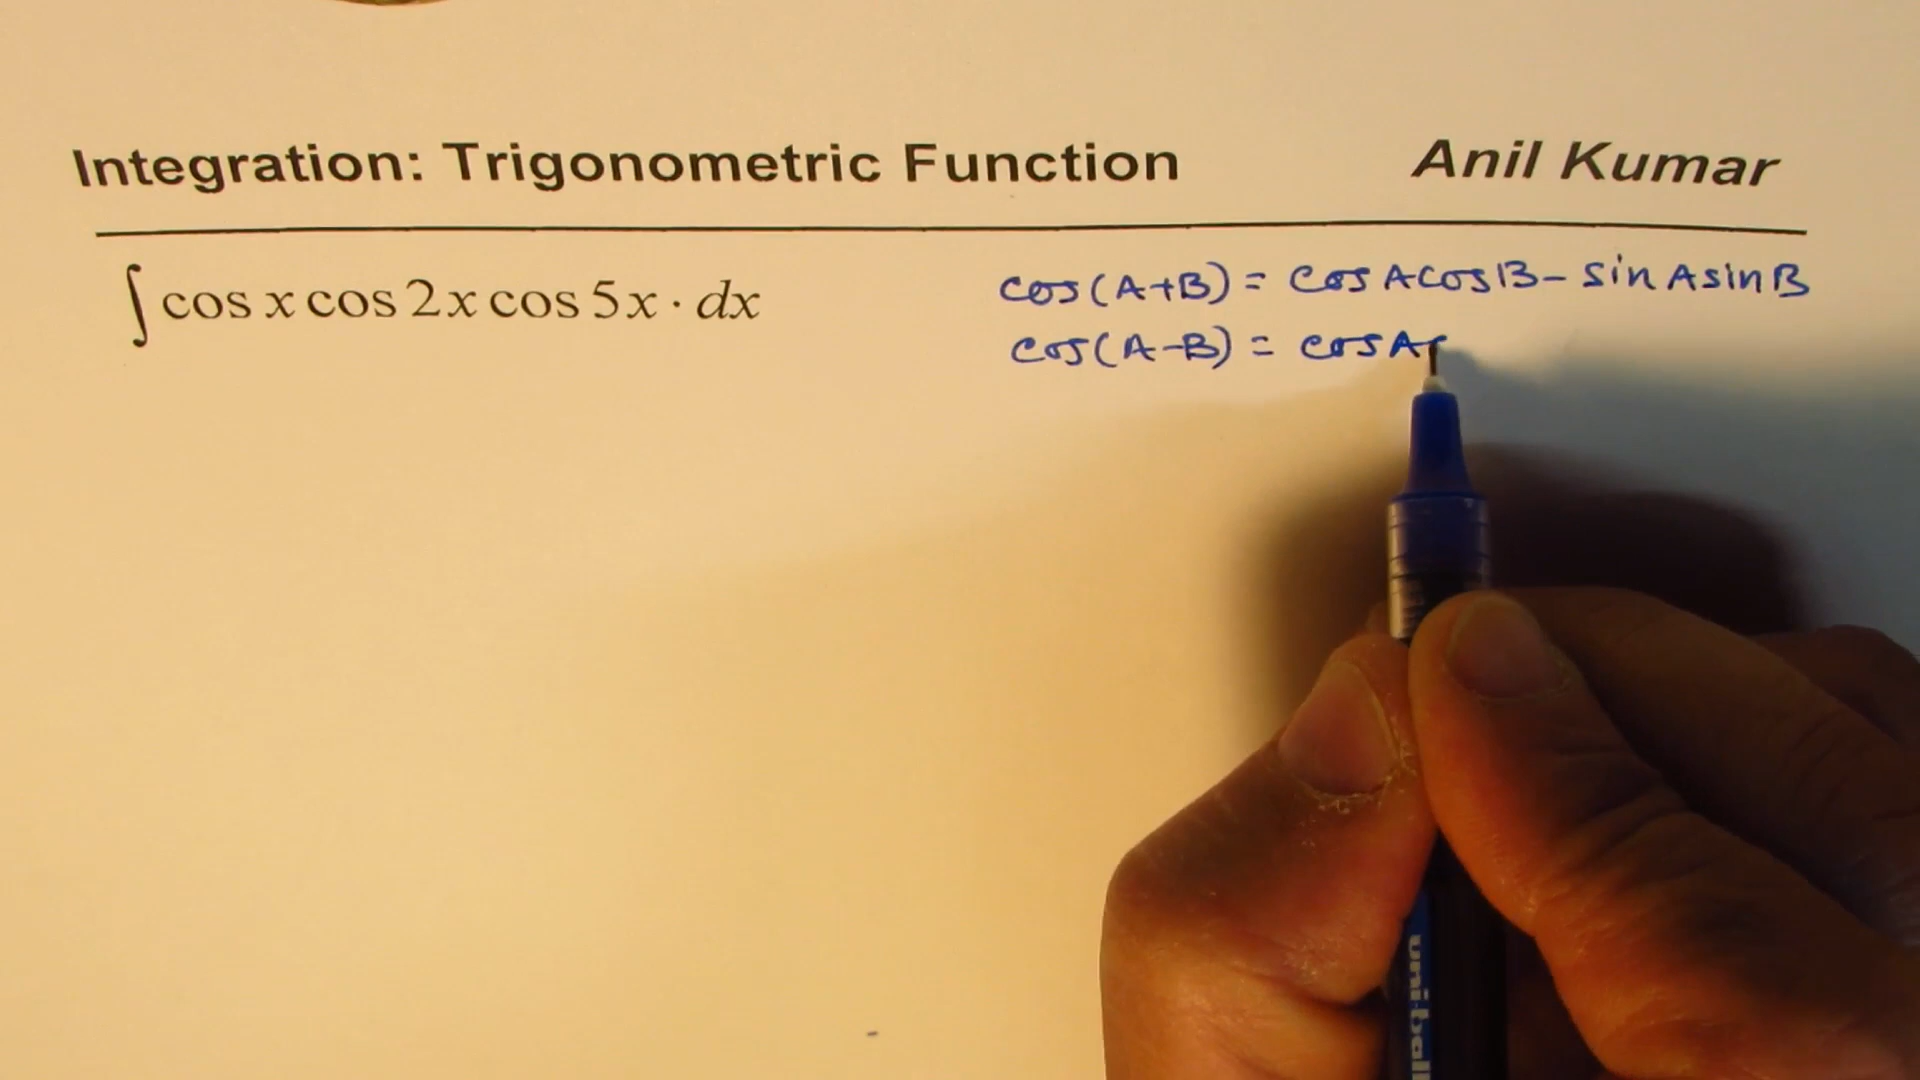 Integration: Trigonometric Function Anil Kumar
∫ cos x cos 2x cos 5x · dx
cos(A+B) = cosAcosB - sinAsinB
cos(A-B) = cosA
uniball